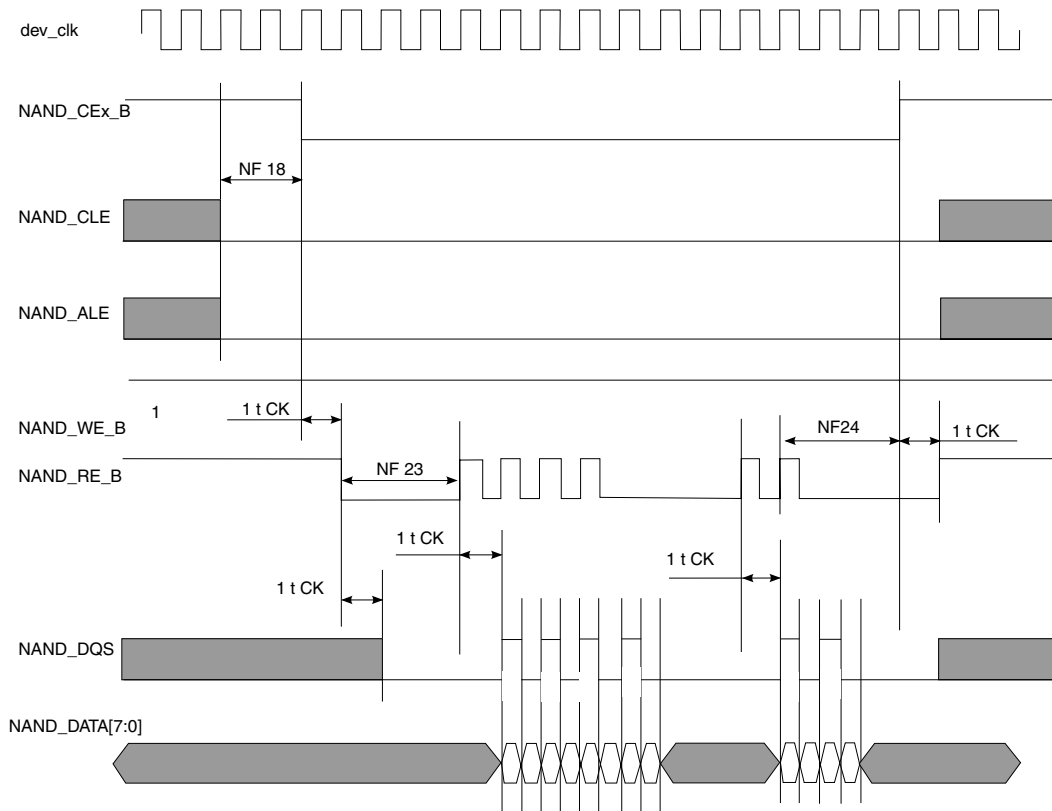 dev_clk
NAND_CEx_B
NF 18
NAND_CLE
NAND_ALE
1
1 t CK
NAND_WE_B
NF24
1 t CK
NAND_RE_B
NF 23
1 t CK
1 t CK
1 t CK
NAND_DQS
NAND_DATA[7:0]